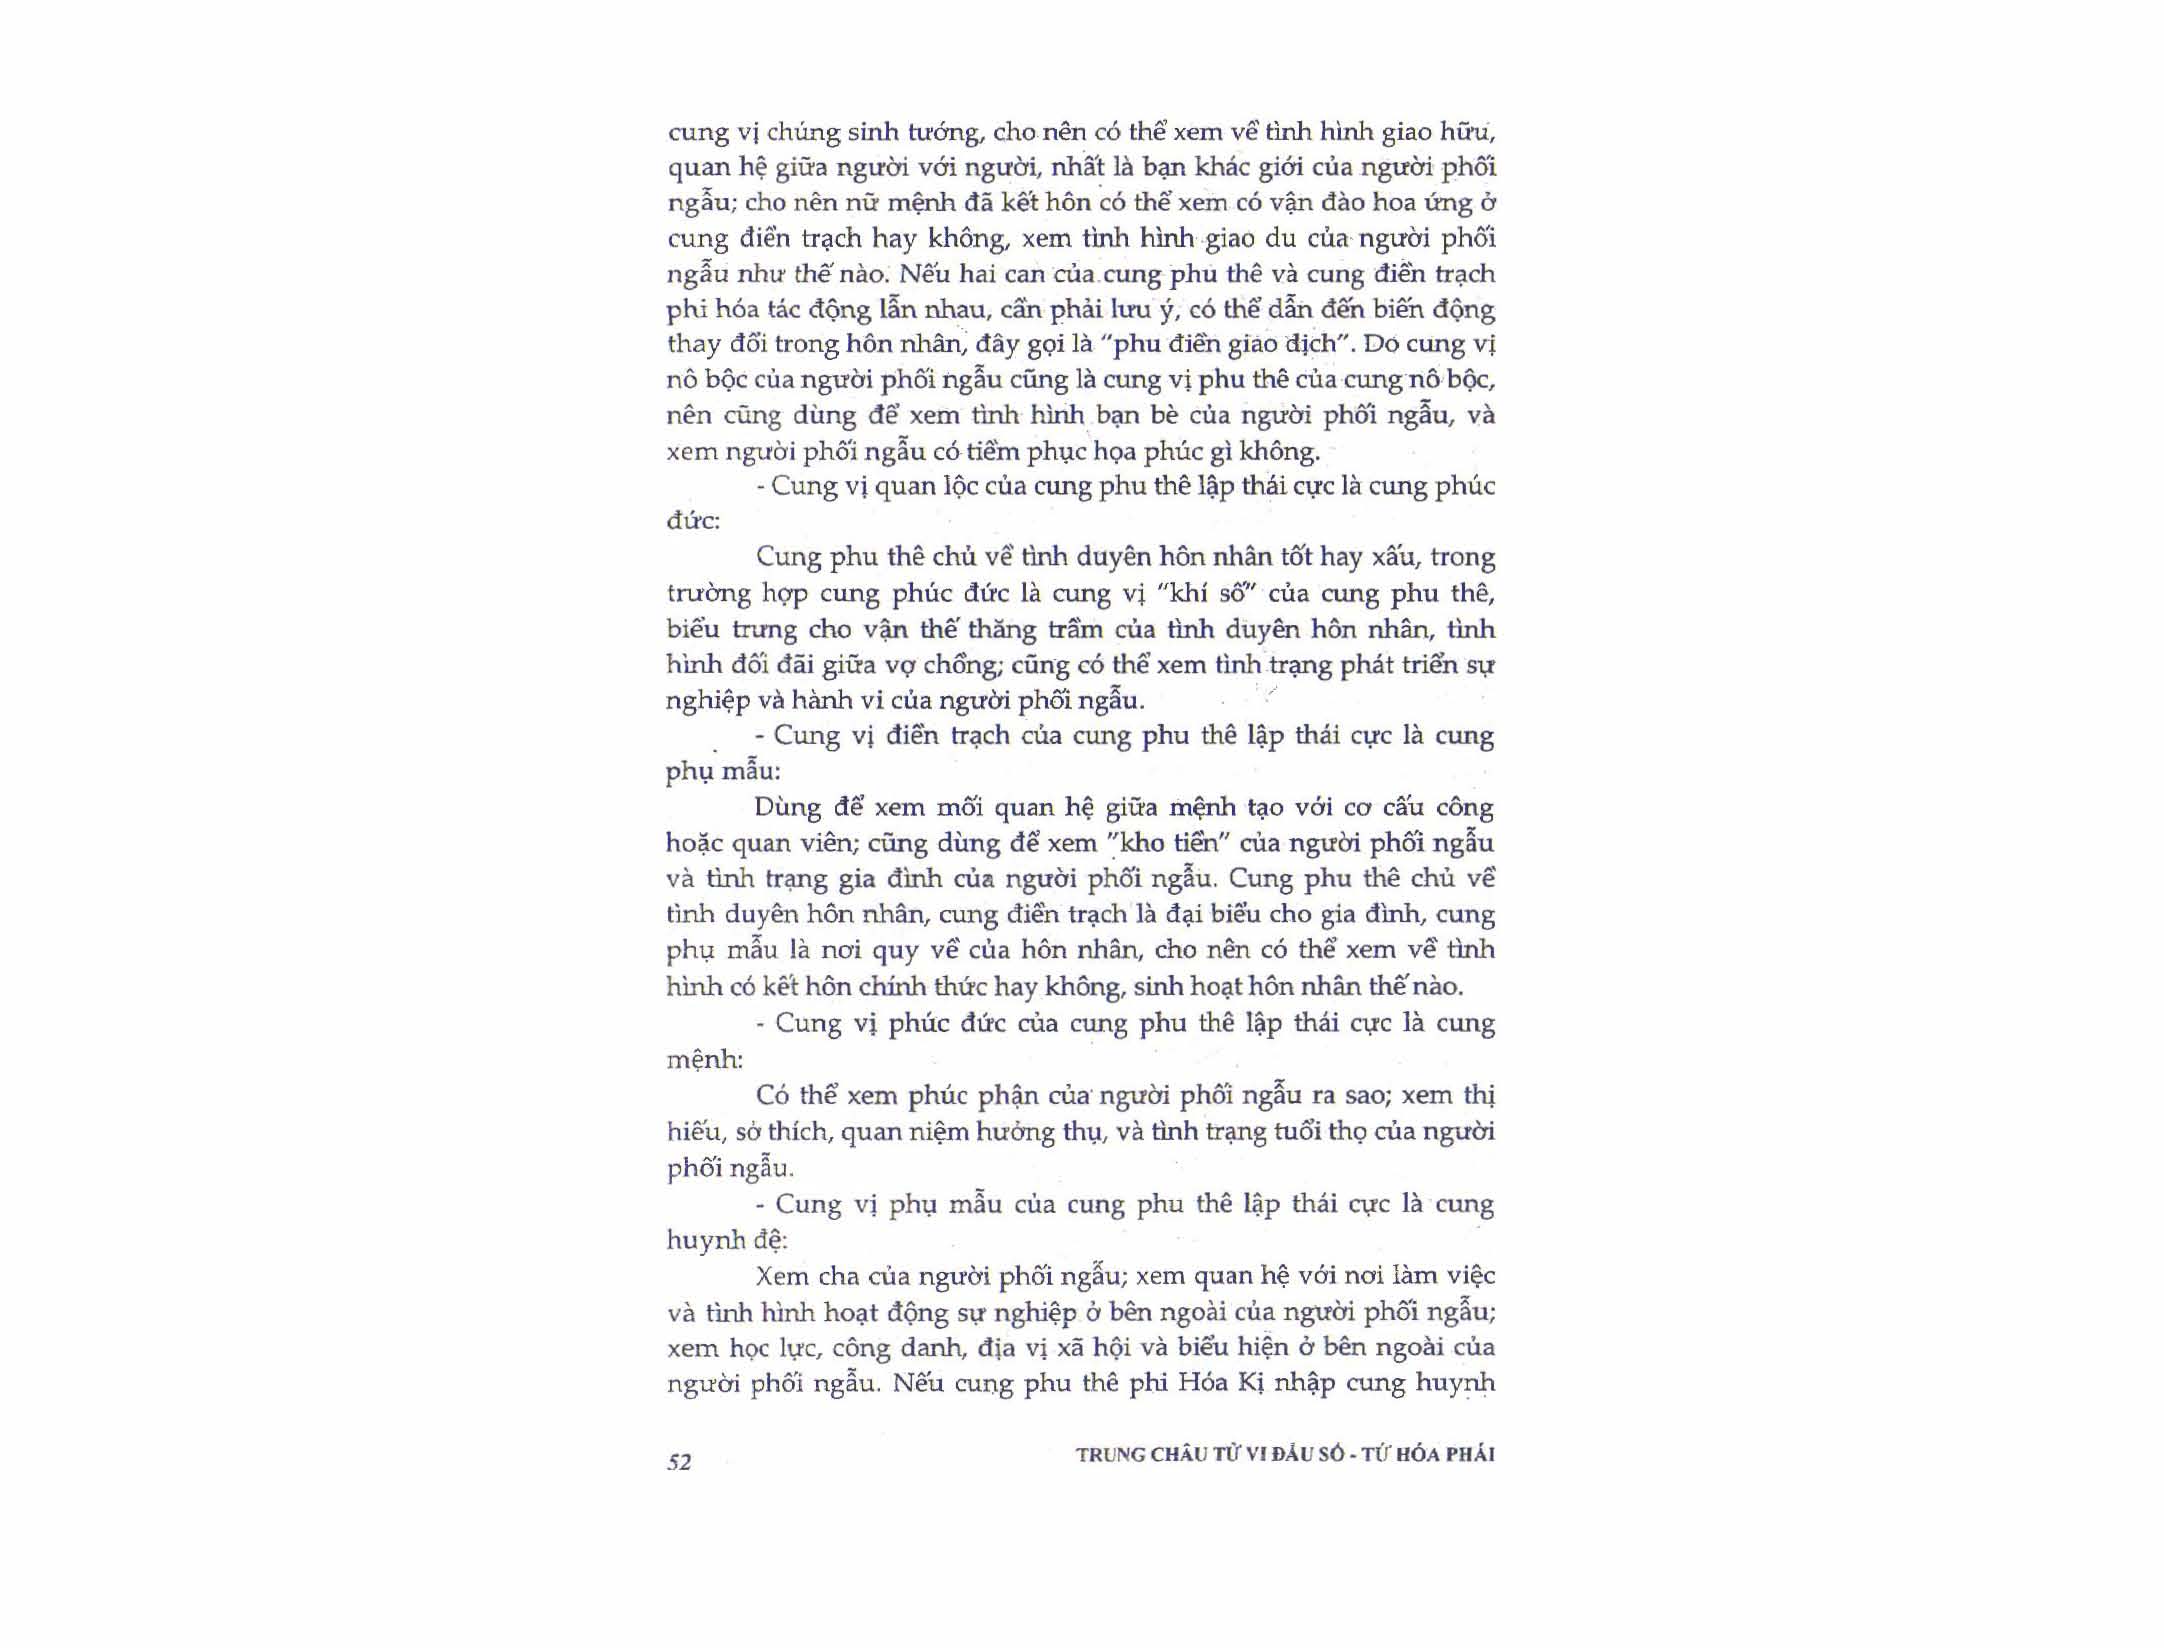 cung vị chúng sinh tướng, cho nên có thể xem về tình hình giao hữu,
quan hệ giữa người với người, nhất là bạn khác giới của người phối
ngẫu; cho nên nữ mệnh đã kết hôn có thể xem có vận đào hoa ứng ở
cung điền trạch hay không, xem tình hình giao du của người phối
ngẫu như thế nào. Nếu hai can của cung phu thê và cung điền trạch
phi hóa tác động lẫn nhau, cần phải lưu ý, có thể dẫn đến biến động
thay đổi trong hôn nhân, đây gọi là "phu điền giao dịch". Do cung vị
nô bộc của người phối ngẫu cũng là cung vị phu thê của cung nô bộc,
nên cũng dùng để xem tình hình bạn bè của người phối ngẫu, và
xem người phối ngẫu có tiềm phục họa phúc gì không.
- Cung vị quan lộc của cung phu thê lập thái cực là cung phúc
đức:
Cung phu thê chủ về tình duyên hôn nhân tốt hay xấu, trong
trường hợp cung phúc đức là cung vị "khí số" của cung phu thê,
biểu trưng cho vận thế thăng trầm của tình duyên hôn nhân, tình
hình đối đãi giữa vợ chồng; cũng có thể xem tình trạng phát triển sự
nghiệp và hành vi của người phối ngẫu.
- Cung vị điền trạch của cung phu thê lập thái cực là cung
phụ mẫu:
Dùng để xem mối quan hệ giữa mệnh tạo với cơ cấu công
hoặc quan viên; cũng dùng để xem "kho tiền" của người phối ngẫu
và tình trạng gia đình của người phối ngẫu. Cung phu thê chủ về
tình duyên hôn nhân, cung điền trạch là đại biểu cho gia đình, cung
phụ mẫu là nơi quy về của hôn nhân, cho nên có thể xem về tình
hình có kết hôn chính thức hay không, sinh hoạt hôn nhân thế nào.
- Cung vị phúc đức của cung phu thê lập thái cực là cung
mệnh:
Có thể xem phúc phận của người phối ngẫu ra sao; xem thị
hiếu, sở thích, quan niệm hưởng thụ, và tình trạng tuổi thọ của người
phối ngẫu.
- Cung vị phụ mẫu của cung phu thê lập thái cực là cung
huynh đệ:
Xem cha của người phối ngẫu; xem quan hệ với nơi làm việc
và tình hình hoạt động sự nghiệp ở bên ngoài của người phối ngẫu;
xem học lực, công danh, địa vị xã hội và biểu hiện ở bên ngoài của
người phối ngẫu. Nếu cung phu thê phi Hóa Kị nhập cung huynh
52
TRUNG CHÂU TỬ VI ĐẨU SỐ - TỨ HÓA PHÁI